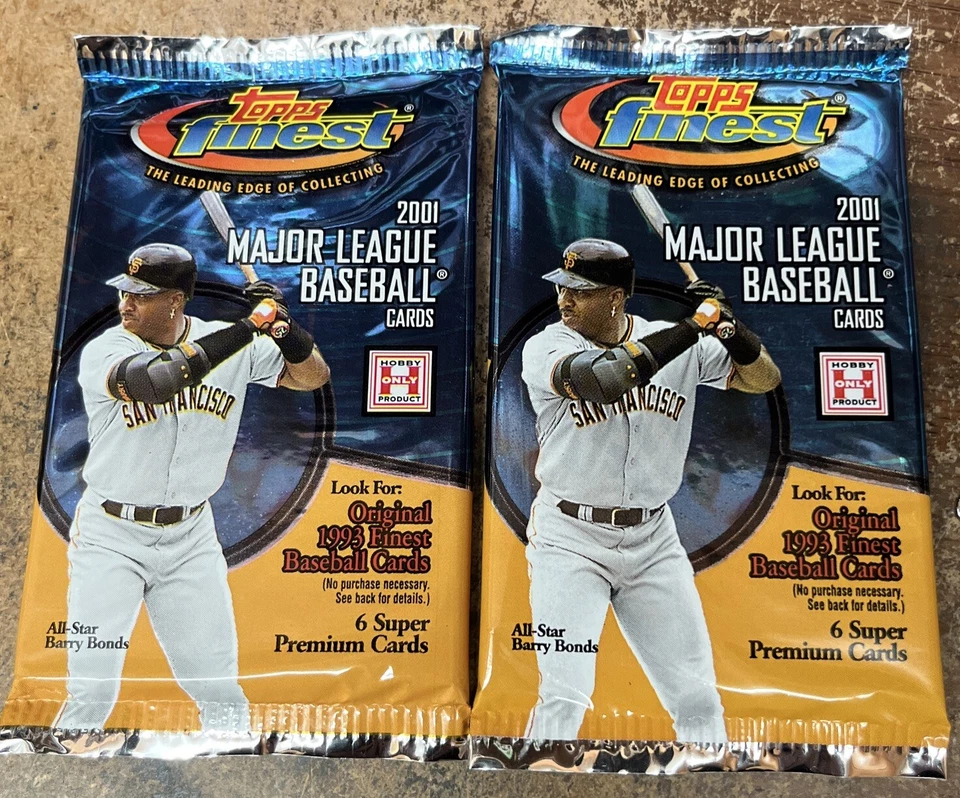 Topps
finest®
THE LEADING EDGE OF COLLECTING
2001
MAJOR LEAGUE
BASEBALL®
CARDS
SF
HOBBY
ONLY
PRODUCT
SAN FRANCISCO
Look For:
Original
1993 Finest
Baseball Cards
(No purchase necessary.
See back for details.)
All-Star
Barry Bonds
6 Super
Premium Cards
Topps
finest®
THE LEADING EDGE OF COLLECTING
2001
MAJOR LEAGUE
BASEBALL®
CARDS
SF
HOBBY
ONLY
PRODUCT
SAN FRANCISCO
Look For:
Original
1993 Finest
Baseball Cards
(No purchase necessary.
See back for details.)
All-Star
Barry Bonds
6 Super
Premium Cards